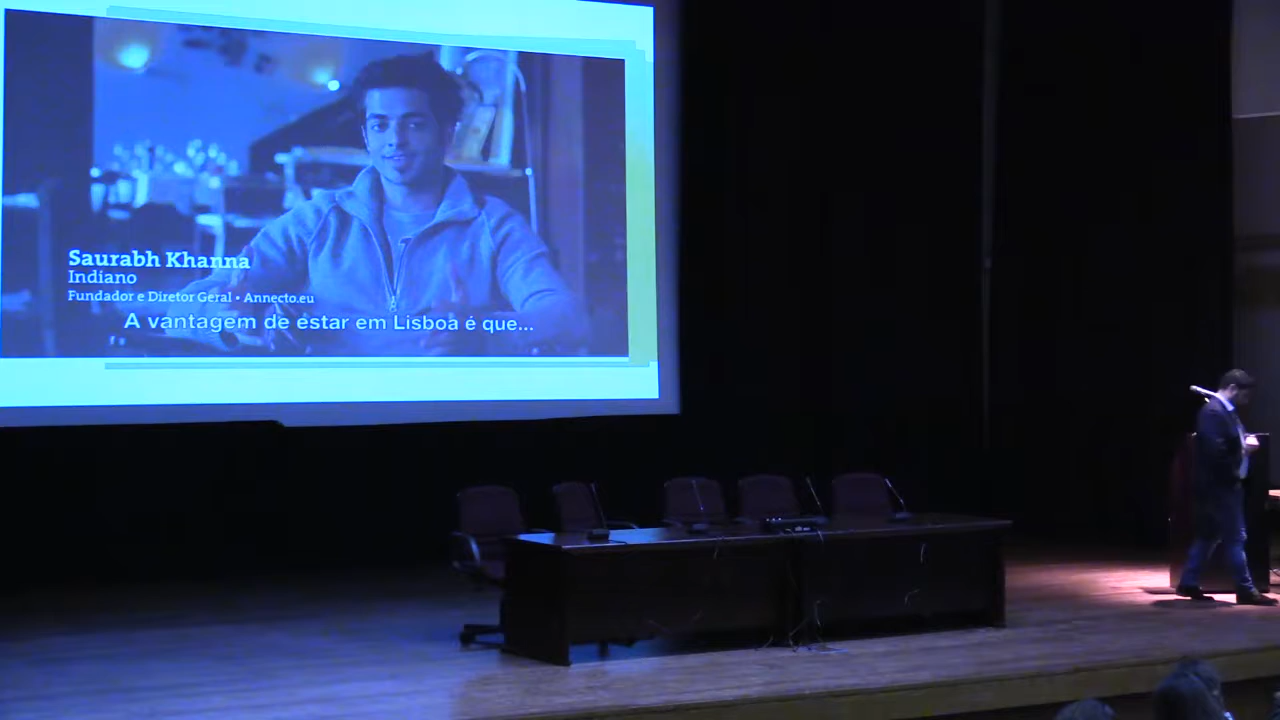 Saurabh Khanna
Indiano
Fundador e Diretor Geral • Annecto.eu
A vantagem de estar em Lisboa é que...